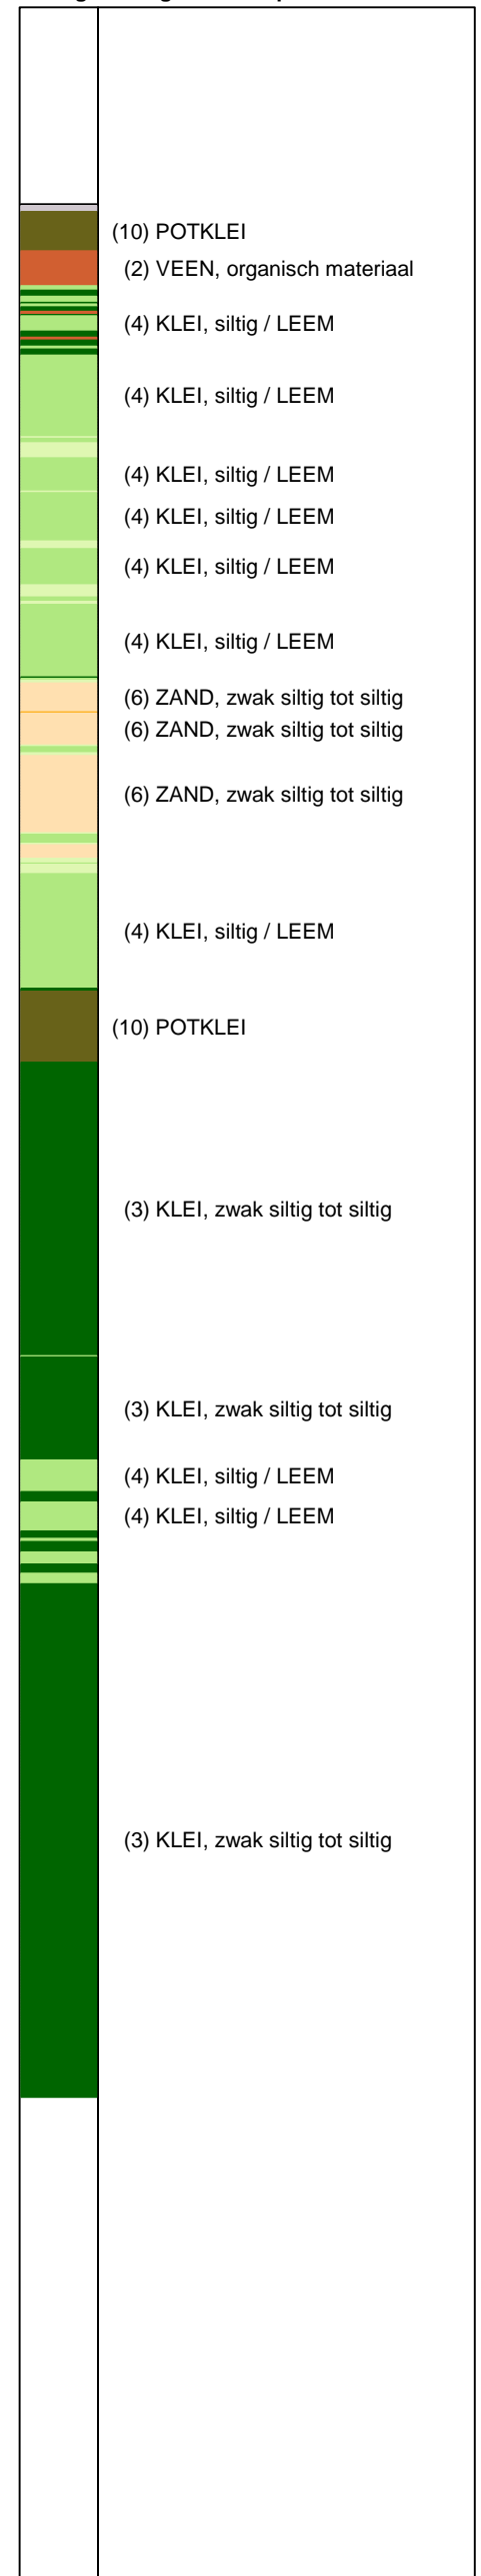 (10) POTKLEI
(2) VEEN, organisch materiaal
(4) KLEI, siltig / LEEM
(4) KLEI, siltig / LEEM
(4) KLEI, siltig / LEEM
(4) KLEI, siltig / LEEM
(4) KLEI, siltig / LEEM
(4) KLEI, siltig / LEEM
(6) ZAND, zwak siltig tot siltig
(6) ZAND, zwak siltig tot siltig
(6) ZAND, zwak siltig tot siltig
(4) KLEI, siltig / LEEM
(10) POTKLEI
(3) KLEI, zwak siltig tot siltig
(3) KLEI, zwak siltig tot siltig
(4) KLEI, siltig / LEEM
(4) KLEI, siltig / LEEM
(3) KLEI, zwak siltig tot siltig